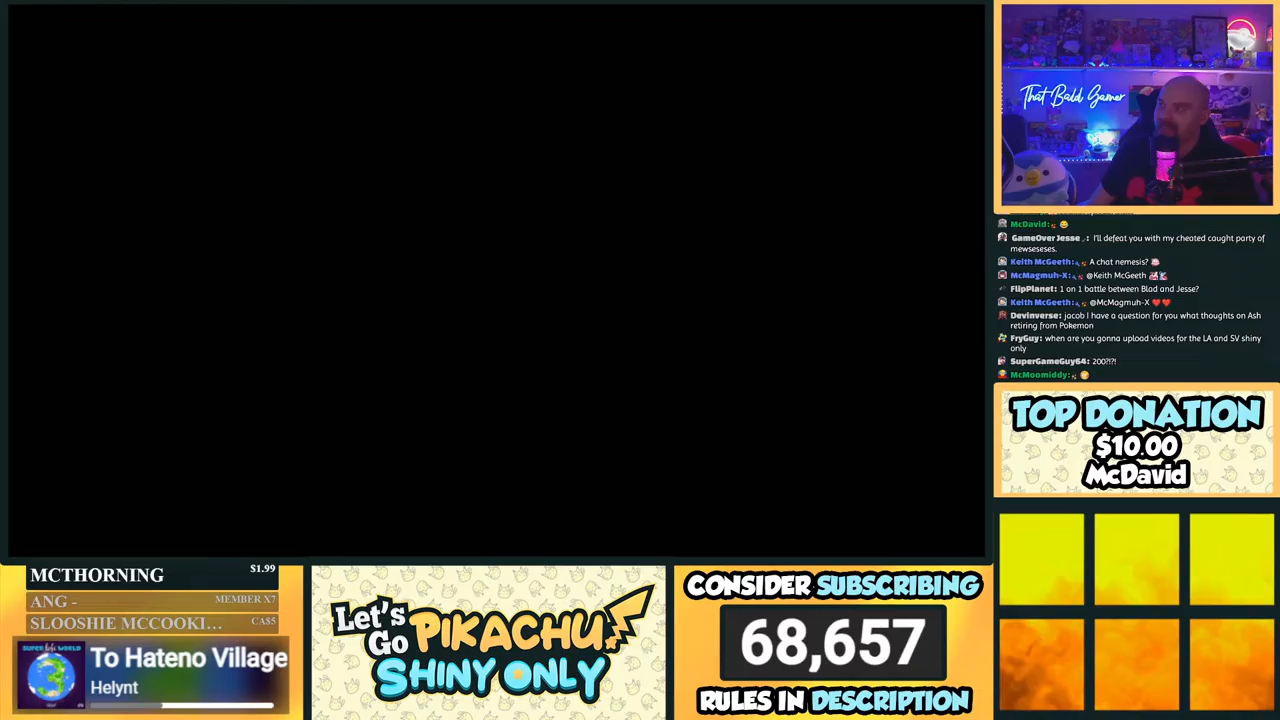 That Bald Gamer
McDavid:
GameOverJesse : I'll defeat you with my cheated caught party of
mewseseses.
Keith McGeeth: A chat nemesis?
McMagmuh-X: @Keith McGeeth
FlipPlanet: 1 on 1 battle between Blad and Jesse?
Keith McGeeth: @McMagmuh-X
Devinverse: jacob I have a question for you what thoughts on Ash
retiring from Pokemon
FryGuy: when are you gonna upload videos for the LA and SV shiny
only
SuperGameGuy64: 200?!?!
McMoomiddy:
TOP DONATION
$10.00
McDavid
MCTHORNING $1.99
ANG - MEMBER X7
SLOOSHIE MCCOOKI... CA$5
SUPER LOFI WORLD
To Hateno Village
Helynt
Let's
Go PIKACHU!
SHINY ONLY
CONSIDER SUBSCRIBING
68,657
RULES IN DESCRIPTION